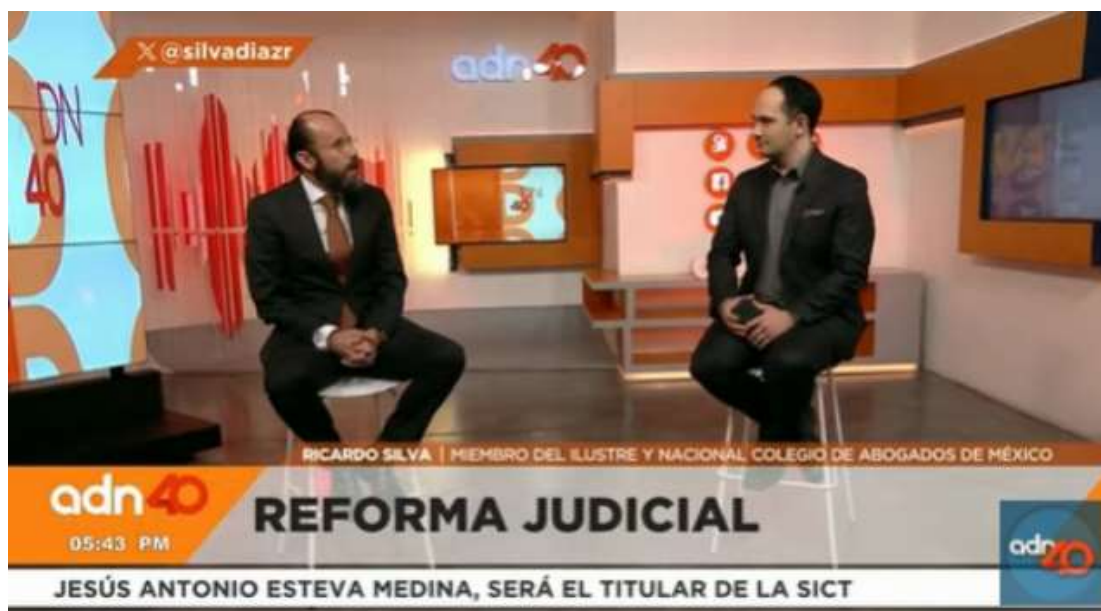 X @silvadiazr
adn40
DN
40
RICARDO SILVA | MIEMBRO DEL ILUSTRE Y NACIONAL COLEGIO DE ABOGADOS DE MÉXICO
adn40
REFORMA JUDICIAL
05:43 PM
adn40
JESÚS ANTONIO ESTEVA MEDINA, SERÁ EL TITULAR DE LA SICT